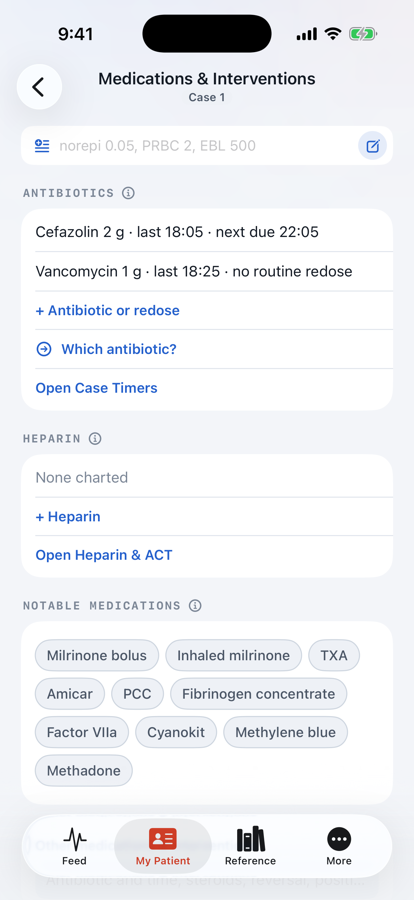 9:41
Medications & Interventions
Case 1
norepi 0.05, PRBC 2, EBL 500
ANTIBIOTICS
Cefazolin 2 g · last 18:05 · next due 22:05
Vancomycin 1 g · last 18:25 · no routine redose
+ Antibiotic or redose
Which antibiotic?
Open Case Timers
HEPARIN
None charted
+ Heparin
Open Heparin & ACT
NOTABLE MEDICATIONS
Milrinone bolus Inhaled milrinone TXA
Amicar PCC Fibrinogen concentrate
Factor VIIa Cyanokit Methylene blue
Methadone
Feed My Patient Reference More